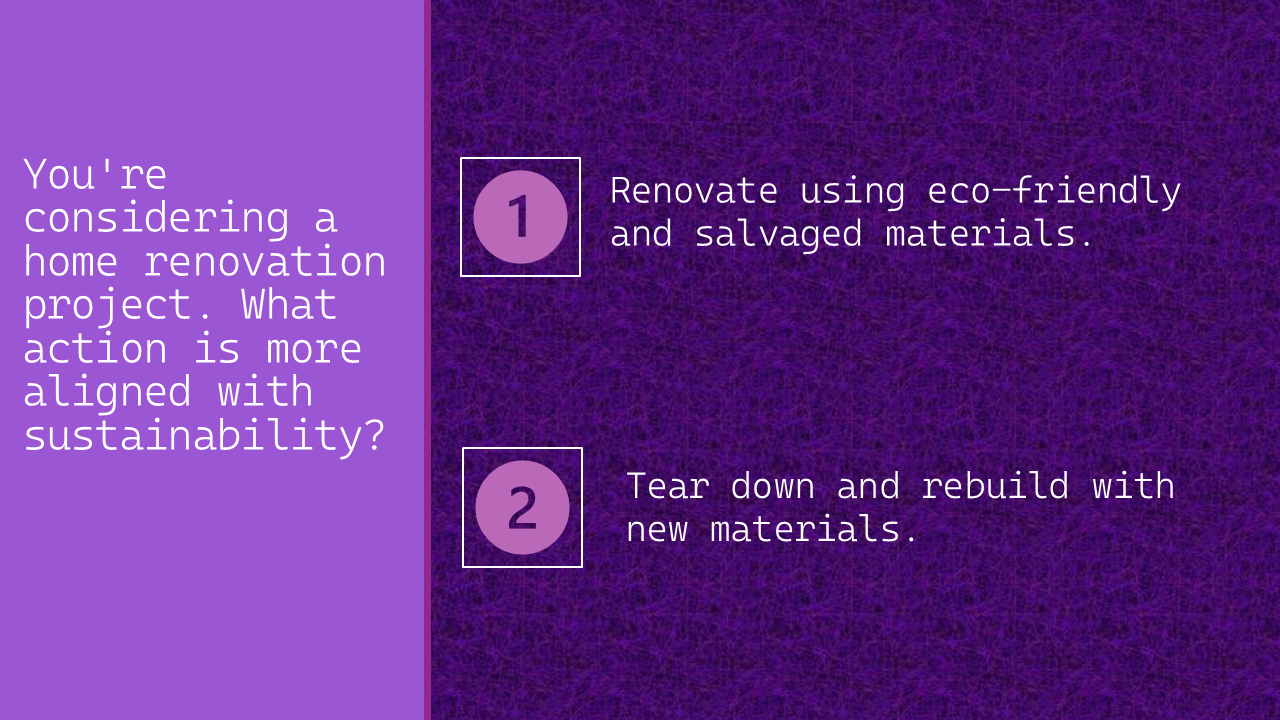 You're
considering a
home renovation
project. What
action is more
aligned with
sustainability?
1
Renovate using eco-friendly
and salvaged materials.
2
Tear down and rebuild with
new materials.